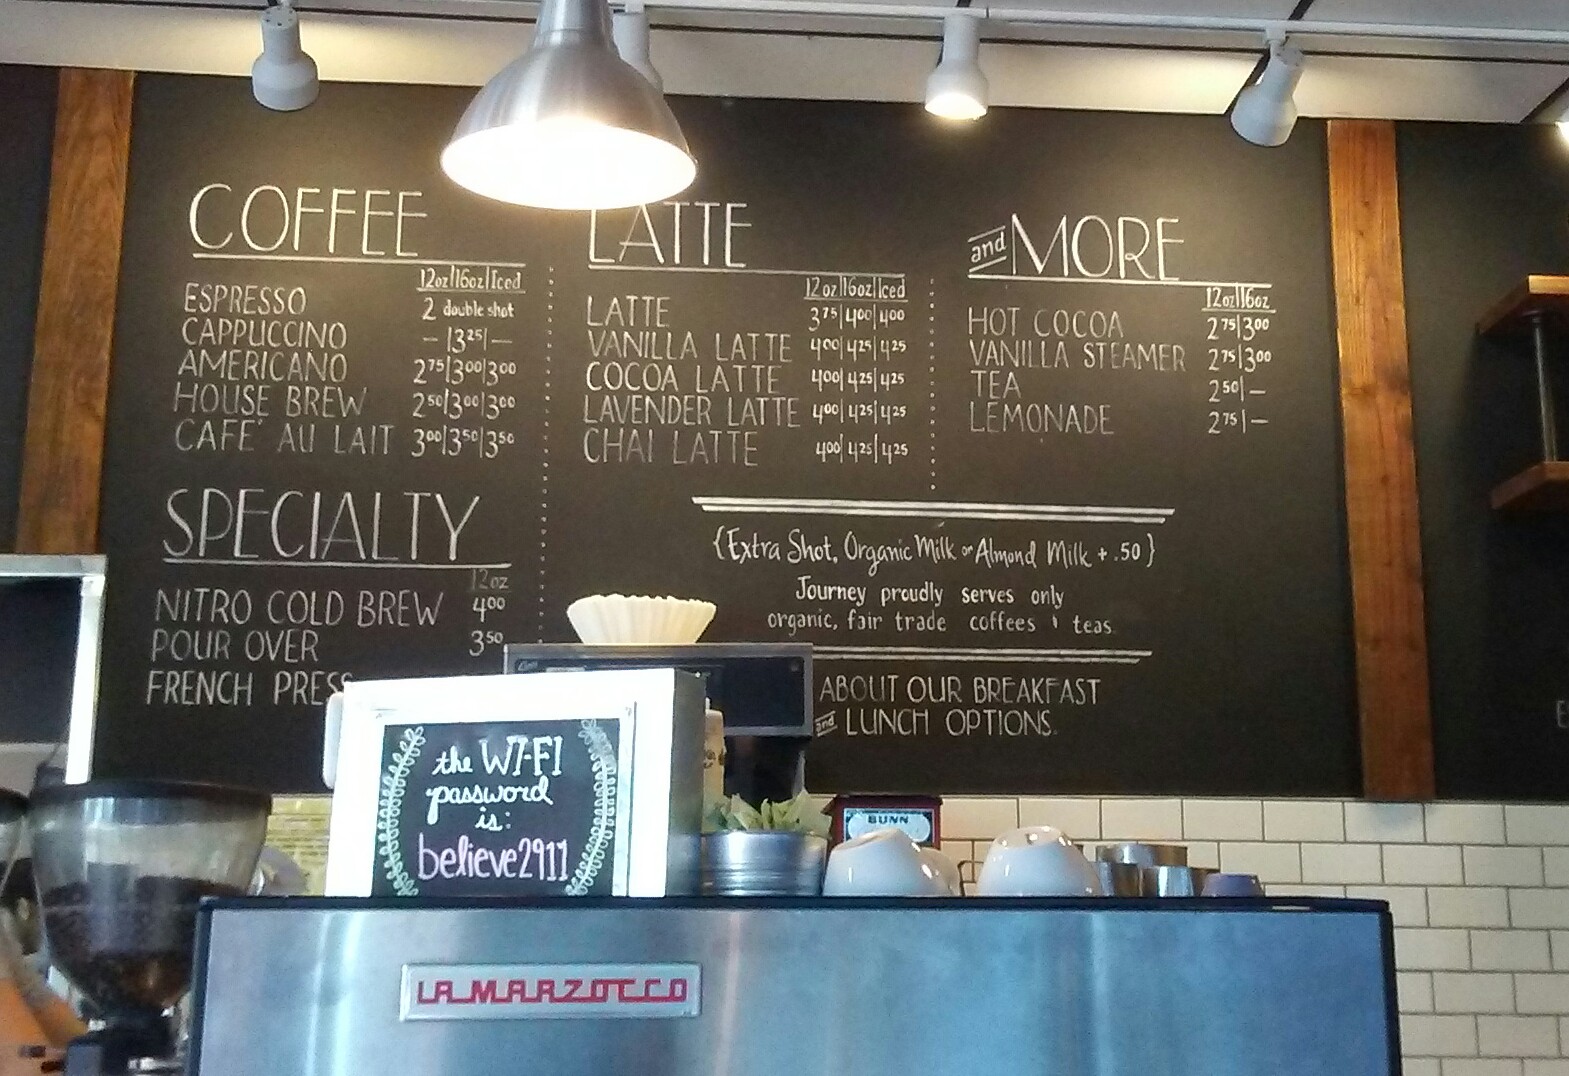 COFFEE
12oz|16oz|Iced
ESPRESSO 2 double shot
CAPPUCCINO - |3 25| -
AMERICANO 2 75|3 00|3 00
HOUSE BREW 2 50|3 00|3 00
CAFE' AU LAIT 3 00|3 50|3 50
SPECIALTY
12oz
NITRO COLD BREW 4 00
POUR OVER 3 50
FRENCH PRESS
LATTE
12oz|16oz|Iced
LATTE 3 75|4 00|4 00
VANILLA LATTE 4 00|4 25|4 25
COCOA LATTE 4 00|4 25|4 25
LAVENDER LATTE 4 00|4 25|4 25
CHAI LATTE 4 00|4 25|4 25
and MORE
12oz|16oz
HOT COCOA 2 75|3 00
VANILLA STEAMER 2 75|3 00
TEA 2 50| -
LEMONADE 2 75| -
{Extra Shot, Organic Milk or Almond Milk + .50}
Journey proudly serves only
organic, fair trade coffees & teas.
ABOUT OUR BREAKFAST
and LUNCH OPTIONS.
the WI-FI
password
is:
believe2911
BUNN
LA MARZOCCO